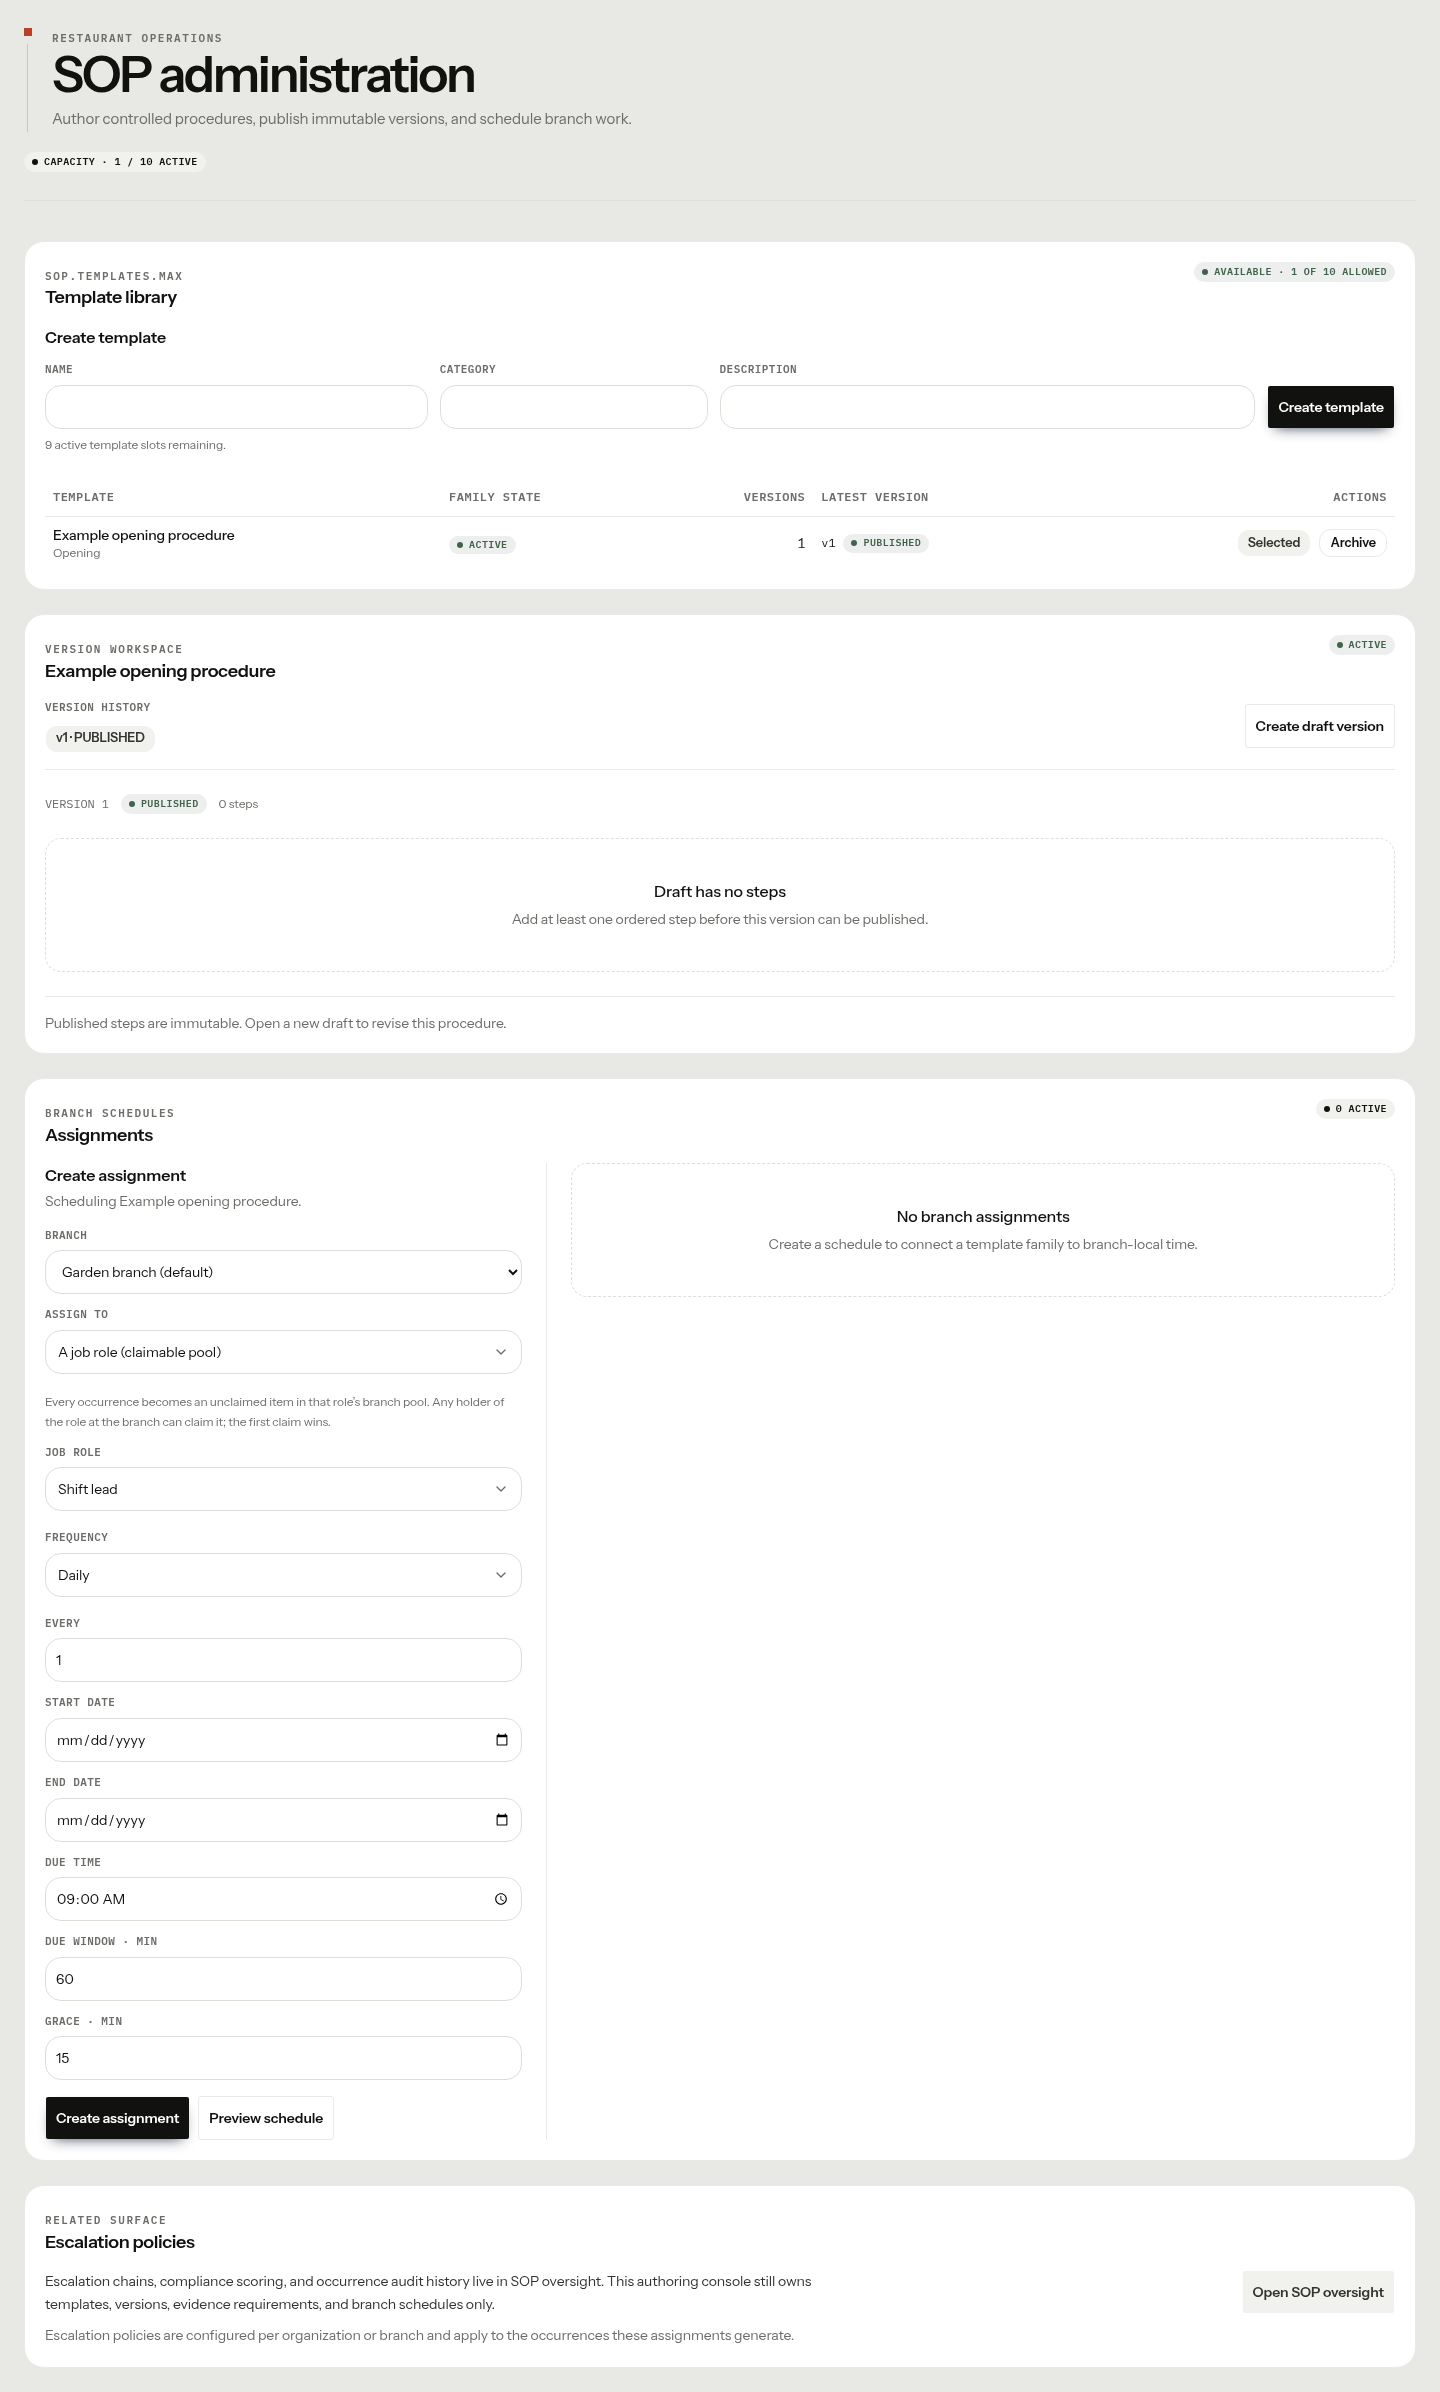 RESTAURANT OPERATIONS
SOP administration
Author controlled procedures, publish immutable versions, and schedule branch work.
CAPACITY · 1 / 10 ACTIVE
SOP.TEMPLATES.MAX
AVAILABLE · 1 OF 10 ALLOWED
Template library
Create template
NAME CATEGORY DESCRIPTION
Create template
9 active template slots remaining.
TEMPLATE FAMILY STATE VERSIONS LATEST VERSION ACTIONS
Example opening procedure
Opening
ACTIVE 1 v1 PUBLISHED Selected Archive
VERSION WORKSPACE
ACTIVE
Example opening procedure
VERSION HISTORY
v1 · PUBLISHED
Create draft version
VERSION 1 PUBLISHED 0 steps
Draft has no steps
Add at least one ordered step before this version can be published.
Published steps are immutable. Open a new draft to revise this procedure.
BRANCH SCHEDULES
0 ACTIVE
Assignments
Create assignment
Scheduling Example opening procedure.
BRANCH
Garden branch (default)
ASSIGN TO
A job role (claimable pool)
Every occurrence becomes an unclaimed item in that role's branch pool. Any holder of
the role at the branch can claim it; the first claim wins.
JOB ROLE
Shift lead
FREQUENCY
Daily
EVERY
1
START DATE
mm/dd/yyyy
END DATE
mm/dd/yyyy
DUE TIME
09:00 AM
DUE WINDOW · MIN
60
GRACE · MIN
15
Create assignment Preview schedule
No branch assignments
Create a schedule to connect a template family to branch-local time.
RELATED SURFACE
Escalation policies
Escalation chains, compliance scoring, and occurrence audit history live in SOP oversight. This authoring console still owns
templates, versions, evidence requirements, and branch schedules only.
Escalation policies are configured per organization or branch and apply to the occurrences these assignments generate.
Open SOP oversight